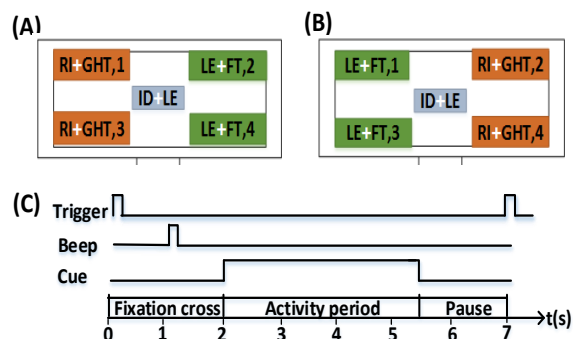 (A)
RI+GHT,1 LE+FT,2
ID+LE
RI+GHT,3 LE+FT,4
(B)
LE+FT,1 RI+GHT,2
ID+LE
LE+FT,3 RI+GHT,4
(C)
Trigger
Beep
Cue
Fixation cross Activity period Pause
t(s)
0 1 2 3 4 5 6 7